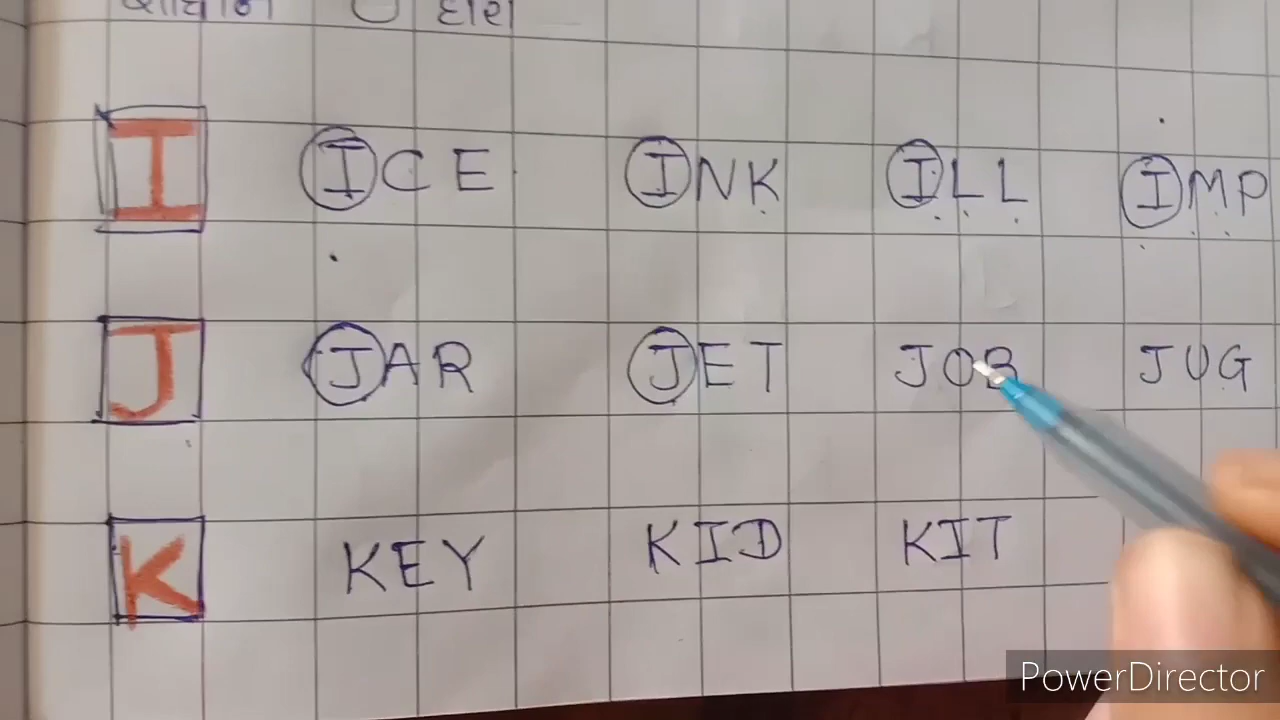 I ICE INK ILL IMP
J JAR JET JOB JUG
K KEY KID KIT
PowerDirector